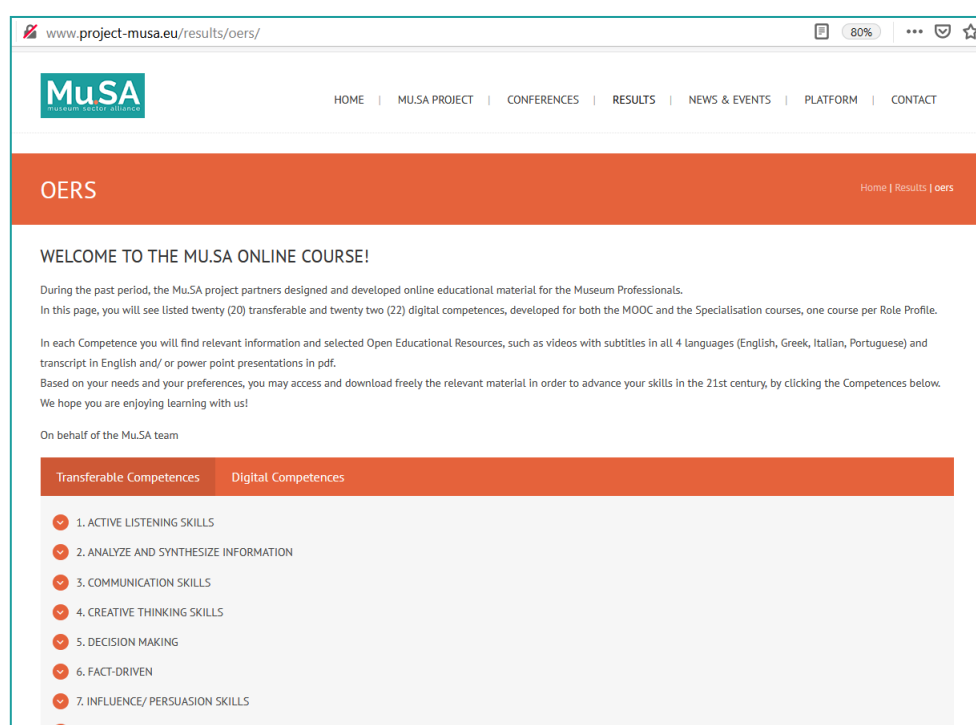 www.project-musa.eu/results/oers/
80%
Mu.SA
museum sector alliance
HOME | MU.SA PROJECT | CONFERENCES | RESULTS | NEWS & EVENTS | PLATFORM | CONTACT
OERS
Home | Results | oers
WELCOME TO THE MU.SA ONLINE COURSE!
During the past period, the Mu.SA project partners designed and developed online educational material for the Museum Professionals.
In this page, you will see listed twenty (20) transferable and twenty two (22) digital competences, developed for both the MOOC and the Specialisation courses, one course per Role Profile.
In each Competence you will find relevant information and selected Open Educational Resources, such as videos with subtitles in all 4 languages (English, Greek, Italian, Portuguese) and
transcript in English and/ or power point presentations in pdf.
Based on your needs and your preferences, you may access and download freely the relevant material in order to advance your skills in the 21st century, by clicking the Competences below.
We hope you are enjoying learning with us!
On behalf of the Mu.SA team
Transferable Competences Digital Competences
1. ACTIVE LISTENING SKILLS
2. ANALYZE AND SYNTHESIZE INFORMATION
3. COMMUNICATION SKILLS
4. CREATIVE THINKING SKILLS
5. DECISION MAKING
6. FACT-DRIVEN
7. INFLUENCE/ PERSUASION SKILLS